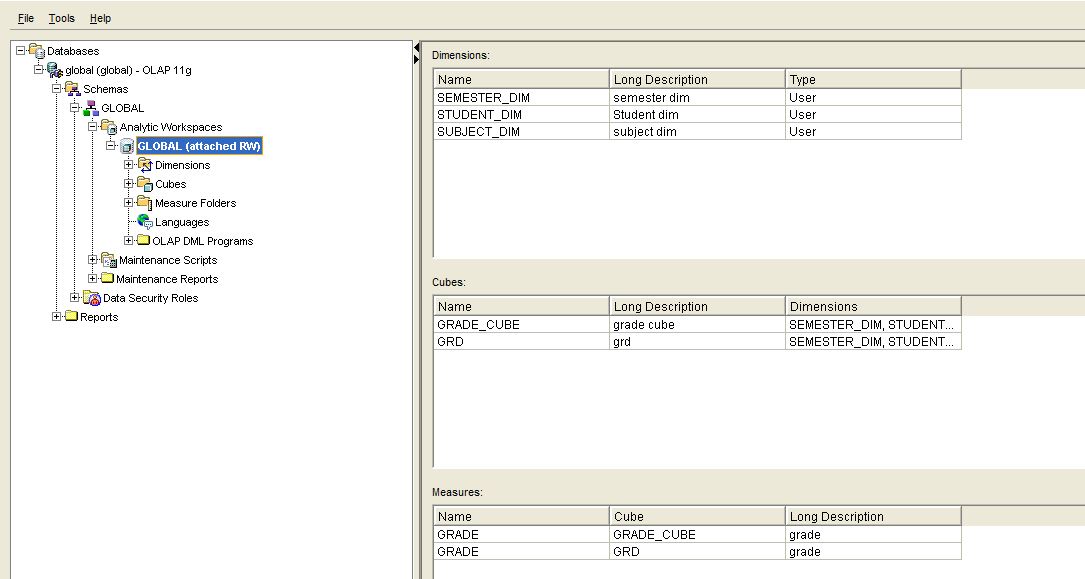 File Tools Help
Databases
global (global) - OLAP 11g
Schemas
GLOBAL
Analytic Workspaces
GLOBAL (attached RW)
Dimensions
Cubes
Measure Folders
Languages
OLAP DML Programs
Maintenance Scripts
Maintenance Reports
Data Security Roles
Reports
Dimensions:
Name Long Description Type
SEMESTER_DIM semester dim User
STUDENT_DIM Student dim User
SUBJECT_DIM subject dim User
Cubes:
Name Long Description Dimensions
GRADE_CUBE grade cube SEMESTER_DIM, STUDENT...
GRD grd SEMESTER_DIM, STUDENT...
Measures:
Name Cube Long Description
GRADE GRADE_CUBE grade
GRADE GRD grade